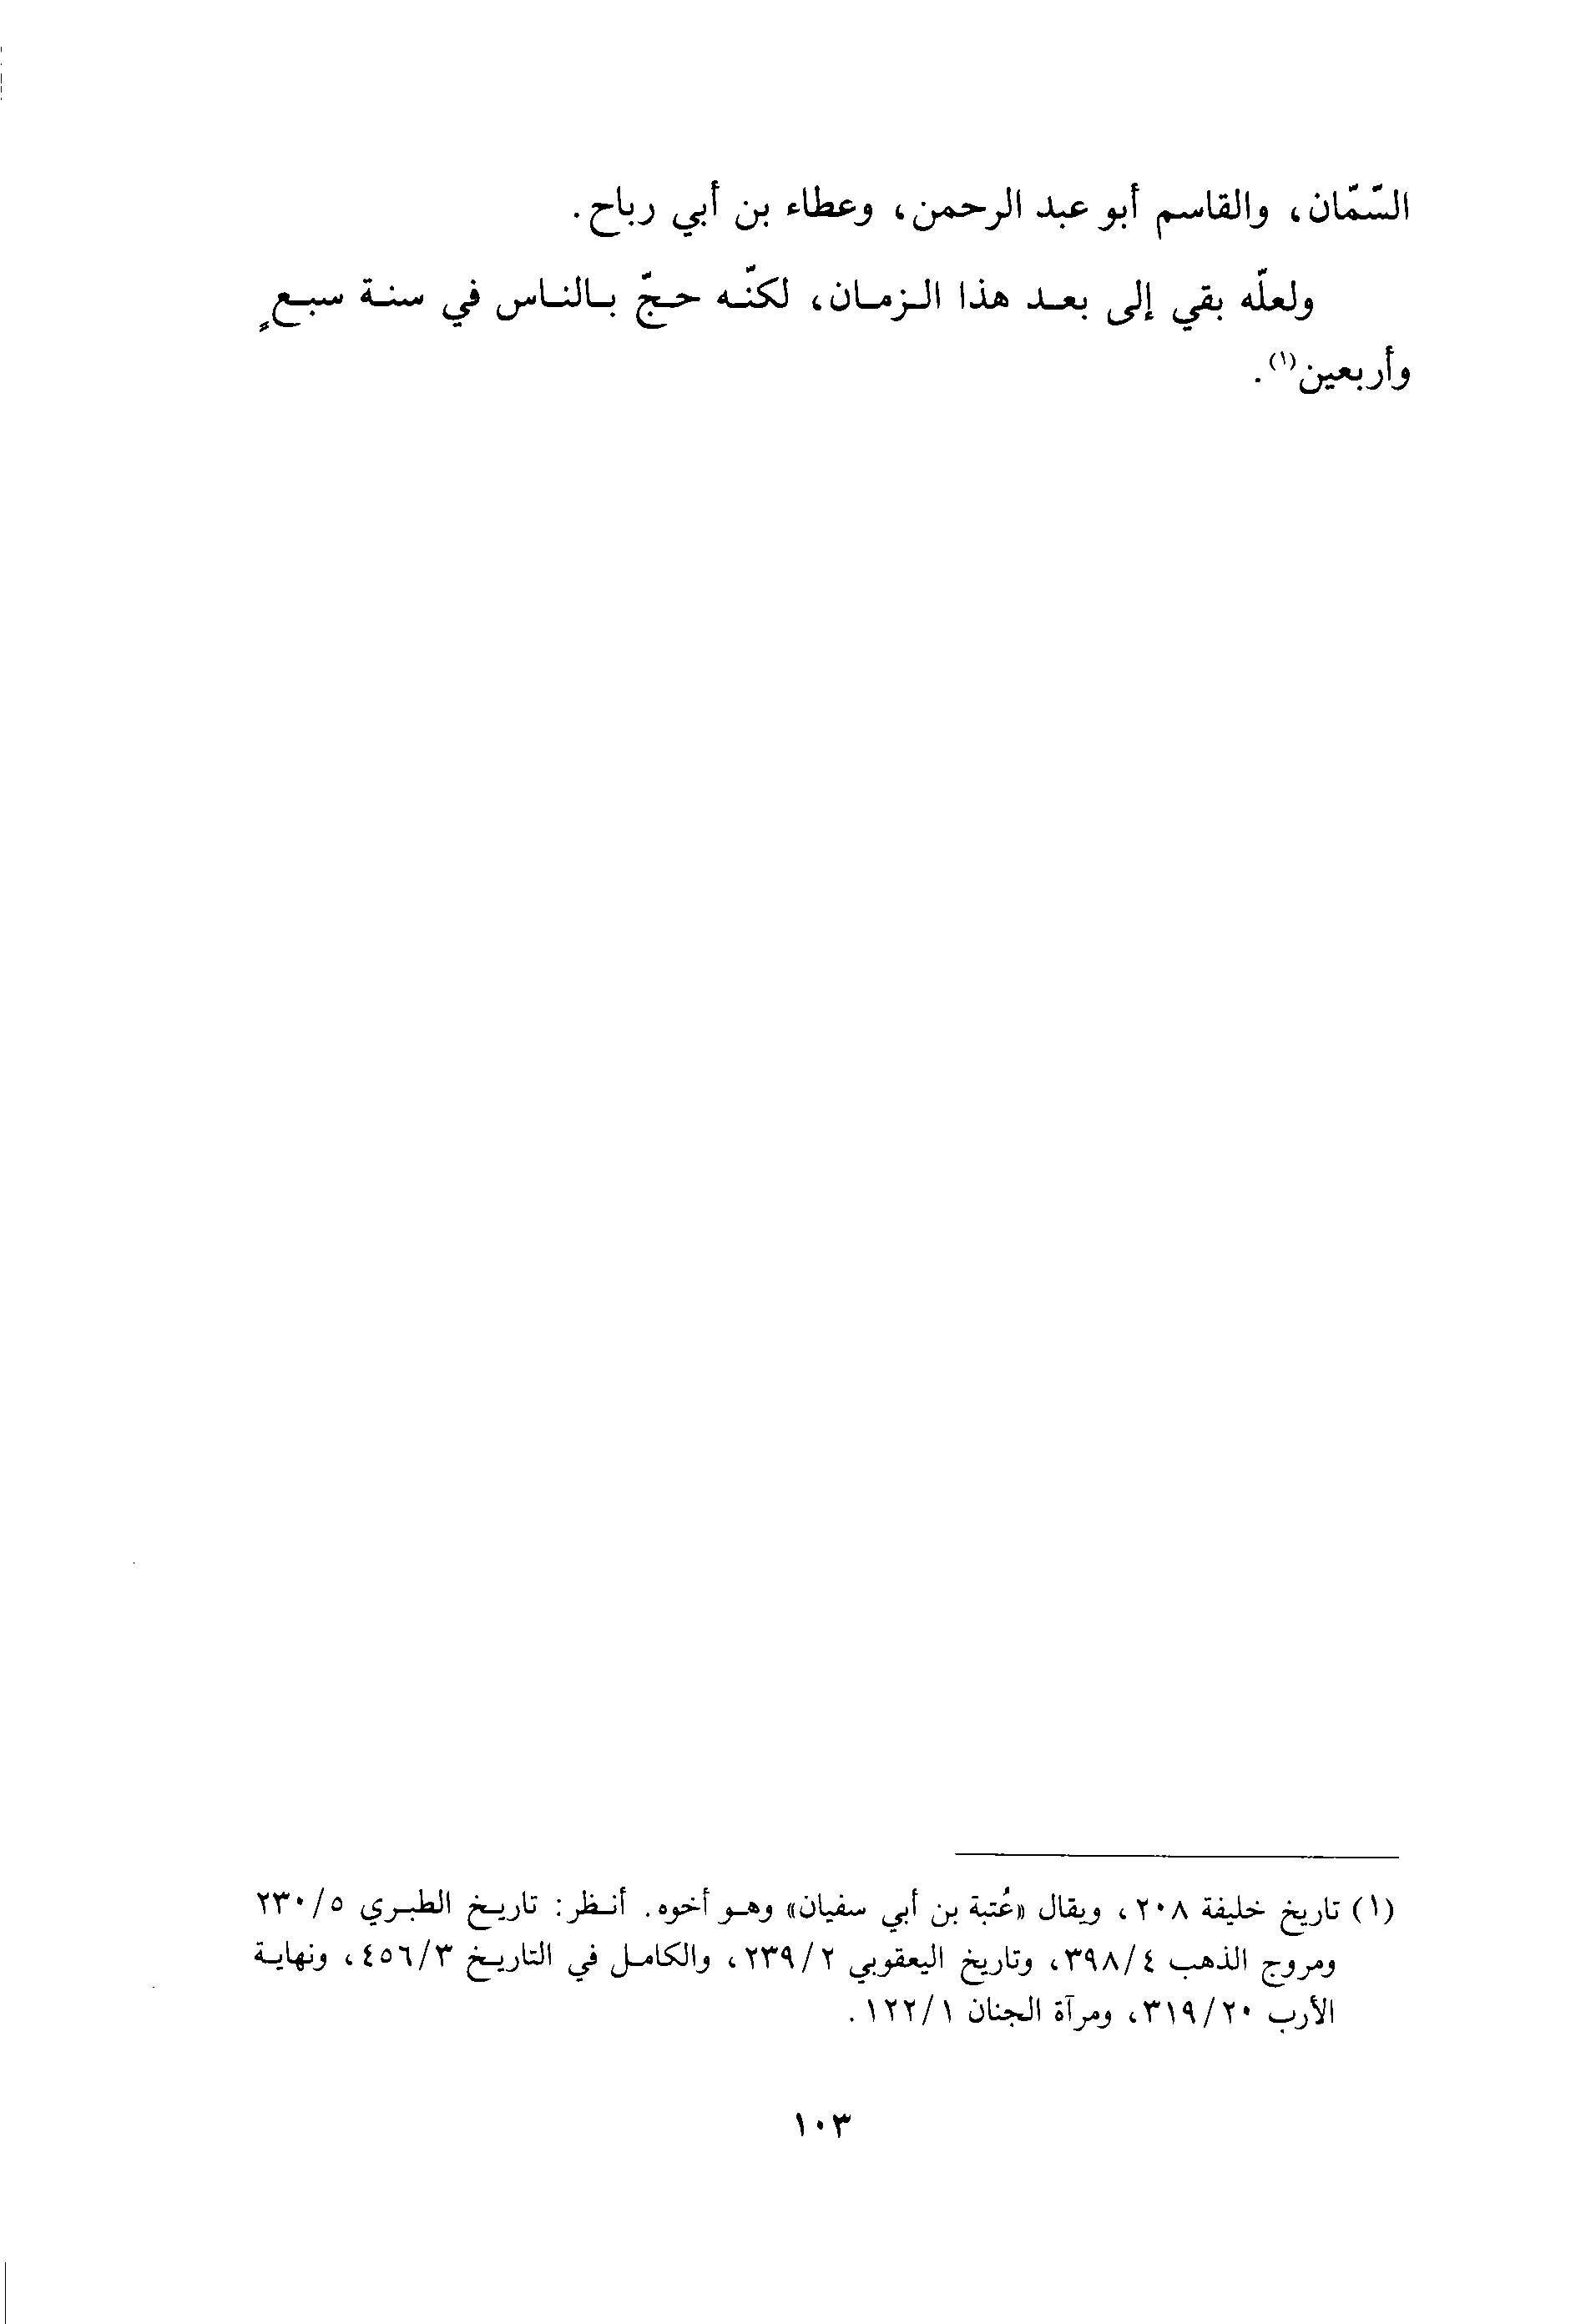 السّمّان، والقاسم أبو عبد الرحمن، وعطاء بن أبي رباح.
ولعلّه بقي إلى بعد هذا الزمان، لكنّه حجّ بالناس في سنة سبعٍ
وأربعين(١).
(١) تاريخ خليفة ٢٠٨، ويقال «عُتبة بن أبي سفيان» وهو أخوه. أنظر: تاريخ الطبري ٢٣٠/٥
ومروج الذهب ٣٩٨/٤، وتاريخ اليعقوبي ٢٣٩/٢، والكامل في التاريخ ٤٥٦/٣، ونهاية
الأرب ٣١٩/٢٠، ومرآة الجنان ١٢٢/١.
١٠٣